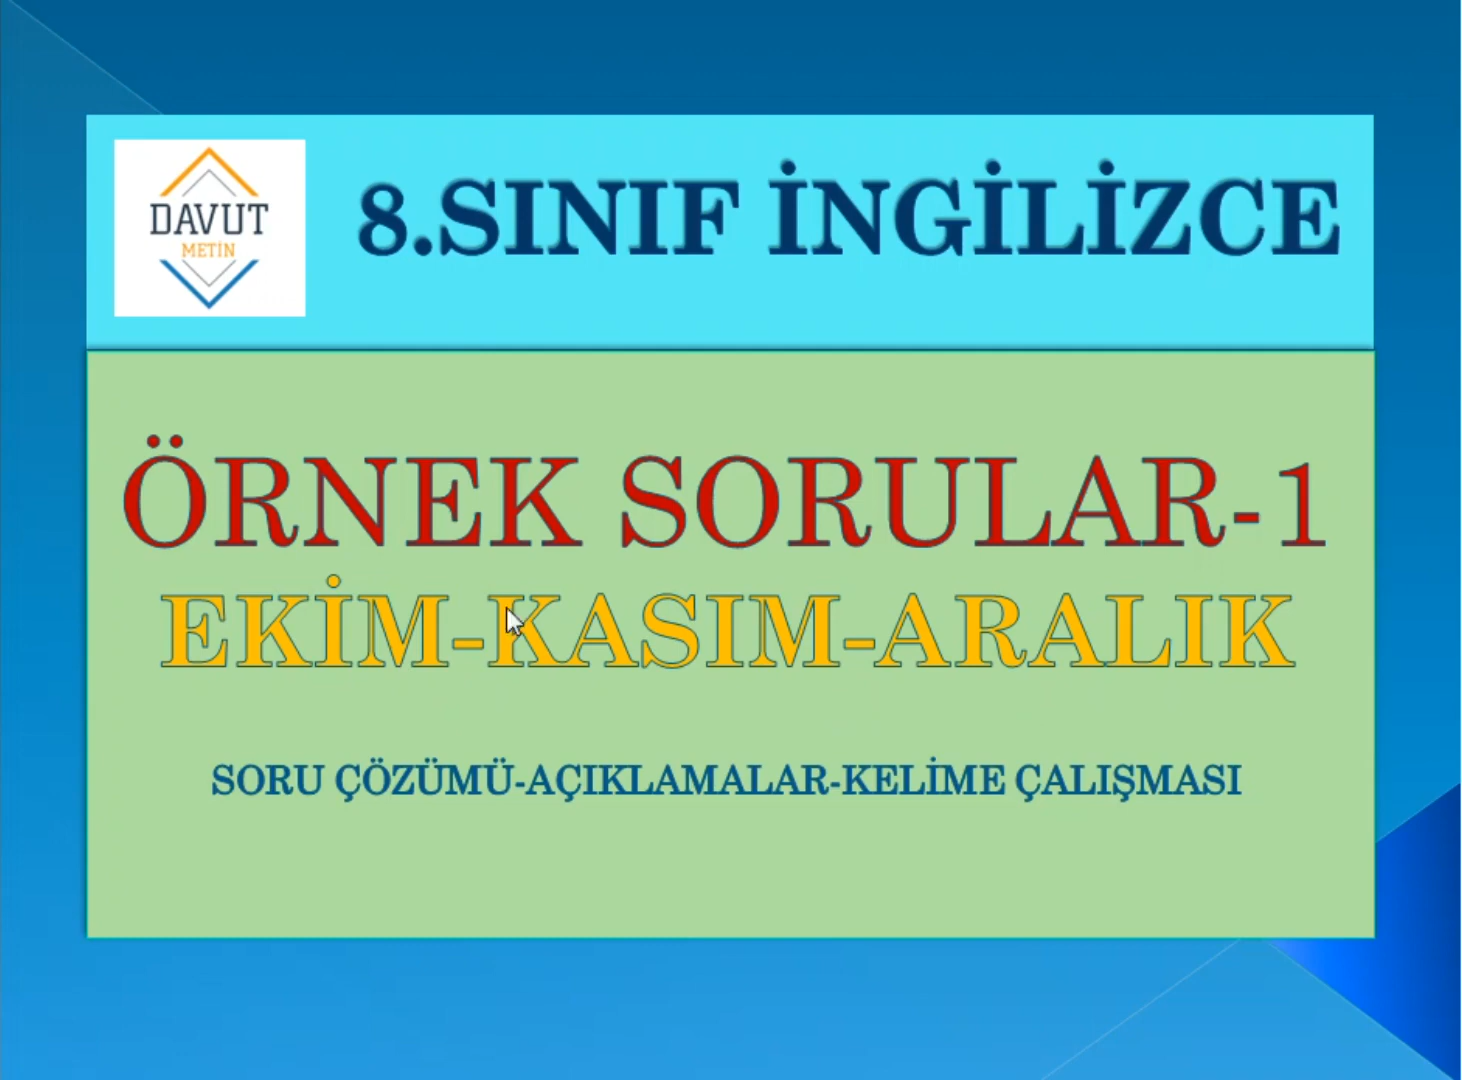 DAVUT
METİN
8.SINIF İNGİLİZCE
ÖRNEK SORULAR-1
EKİM-KASIM-ARALIK
SORU ÇÖZÜMÜ-AÇIKLAMALAR-KELİME ÇALIŞMASI